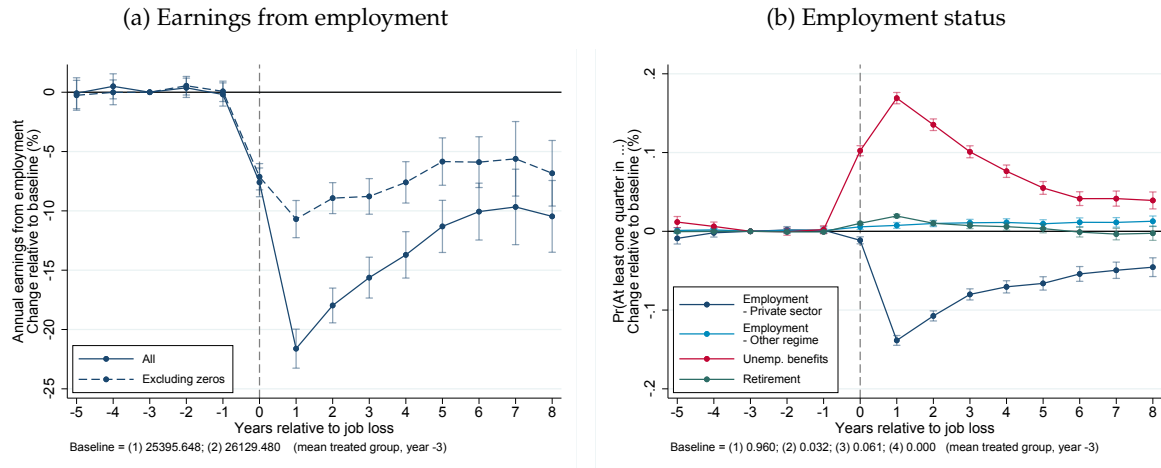 (a) Earnings from employment
Annual earnings from employment
Change relative to baseline (%)
0
-5
-10
-15
-20
-25
All
Excluding zeros
-5 -4 -3 -2 -1 0 1 2 3 4 5 6 7 8
Years relative to job loss
Baseline = (1) 25395.648; (2) 26129.480 (mean treated group, year -3)
(b) Employment status
Pr(At least one quarter in ...)
Change relative to baseline (%)
.2
.1
0
-.1
-.2
Employment
- Private sector
Employment
- Other regime
Unemp. benefits
Retirement
-5 -4 -3 -2 -1 0 1 2 3 4 5 6 7 8
Years relative to job loss
Baseline = (1) 0.960; (2) 0.032; (3) 0.061; (4) 0.000 (mean treated group, year -3)